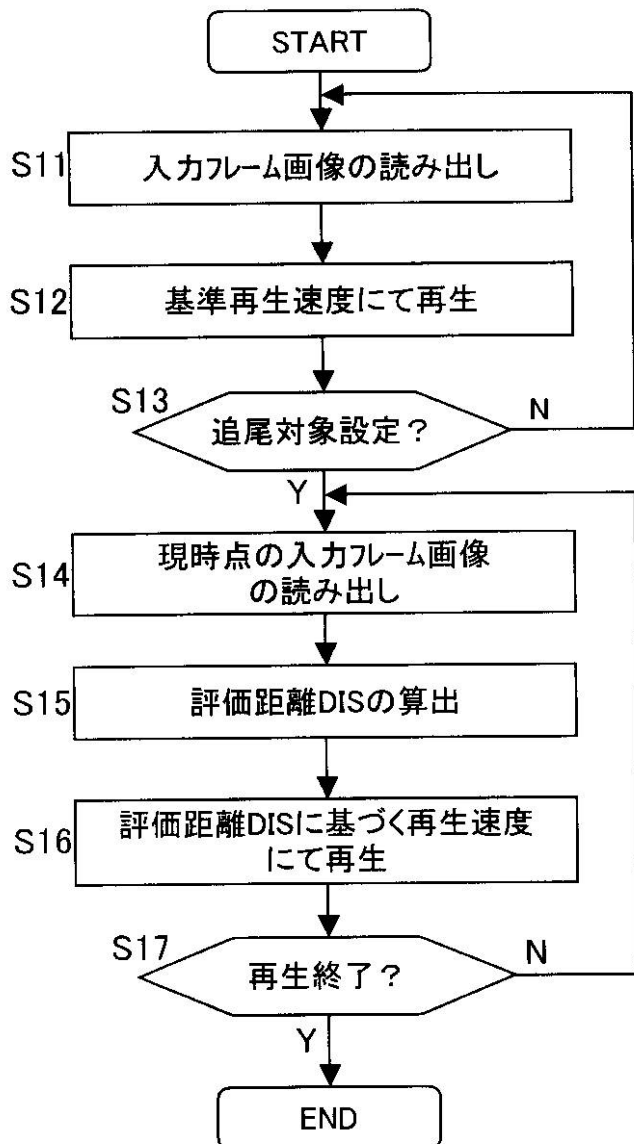 START
S11
入力フレーム画像の読み出し
S12
基準再生速度にて再生
S13
追尾対象設定?
N
Y
S14
現時点の入力フレーム画像
の読み出し
S15
評価距離DISの算出
S16
評価距離DISに基づく再生速度
にて再生
S17
再生終了?
N
Y
END